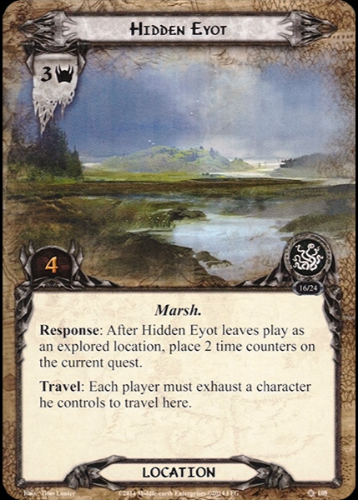 Hidden Eyot
3
4
16/24
Marsh.
Response: After Hidden Eyot leaves play as
an explored location, place 2 time counters on
the current quest.
Travel: Each player must exhaust a character
he controls to travel here.
Location